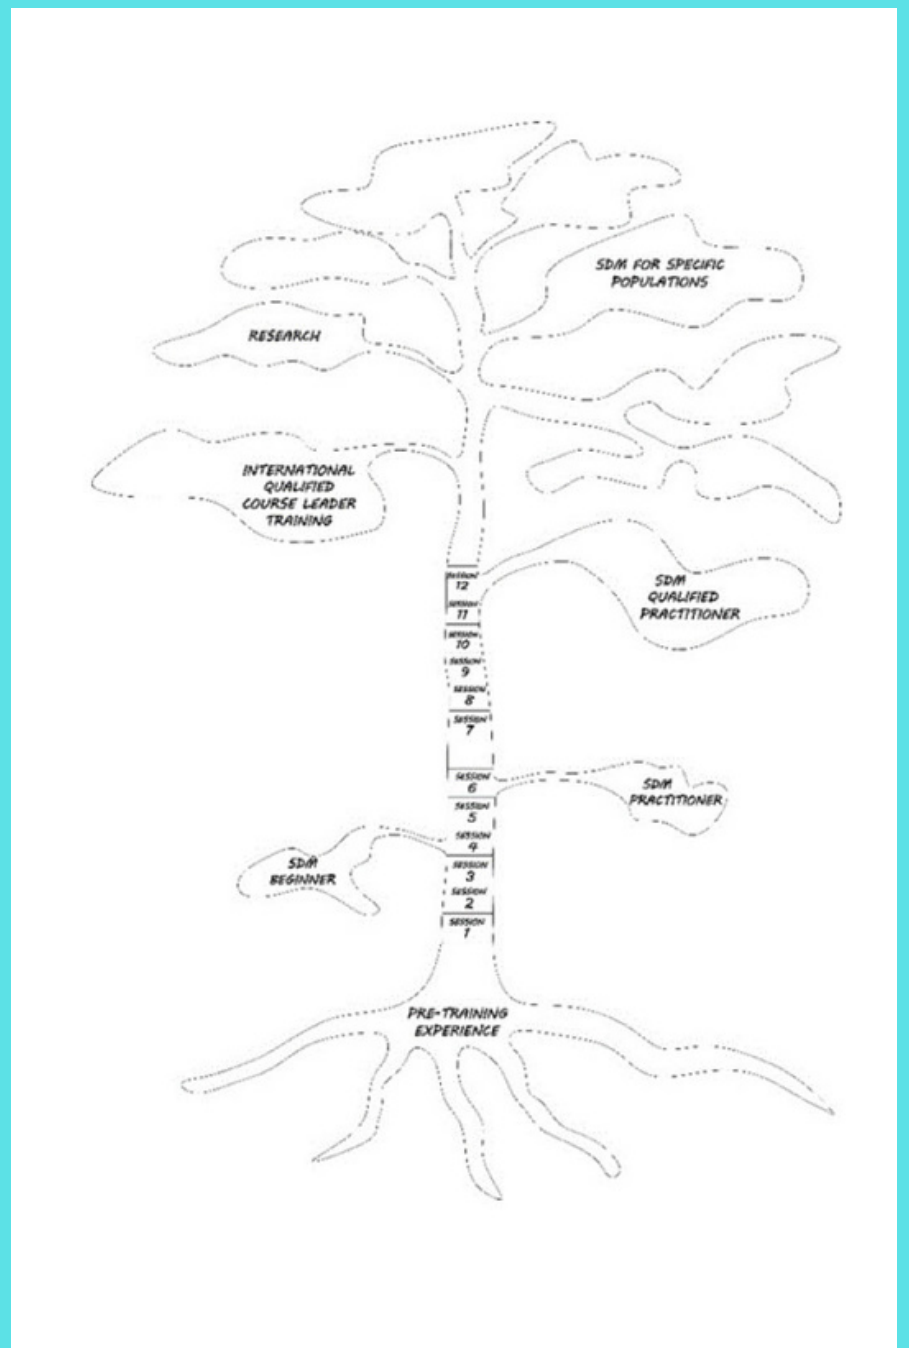 SDM FOR SPECIFIC
POPULATIONS
RESEARCH
INTERNATIONAL
QUALIFIED
COURSE LEADER
TRAINING
SESSION
12
SESSION
11
SDM
QUALIFIED
PRACTITIONER
SESSION
10
SESSION
9
SESSION
8
SESSION
7
SESSION
6
SDM
PRACTITIONER
SESSION
5
SESSION
4
SDM
BEGINNER
SESSION
3
SESSION
2
SESSION
1
PRE-TRAINING
EXPERIENCE